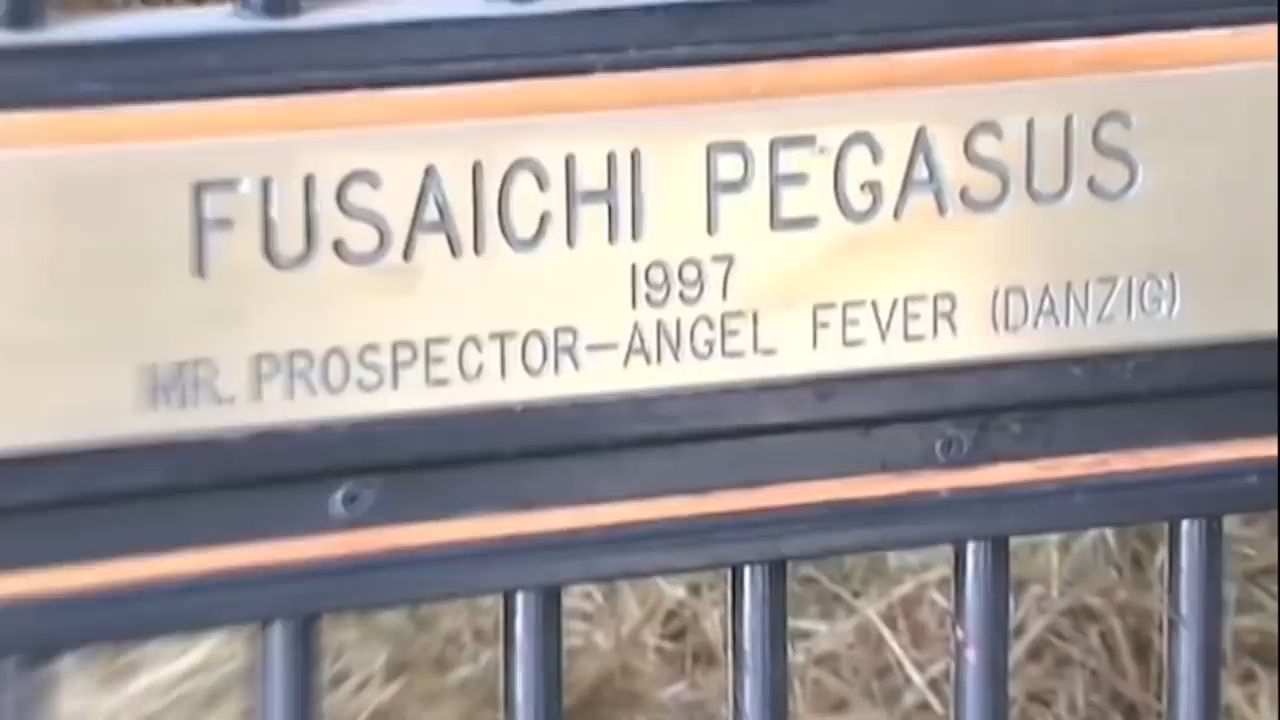 FUSAICHI PEGASUS
1997
MR. PROSPECTOR-ANGEL FEVER (DANZIG)